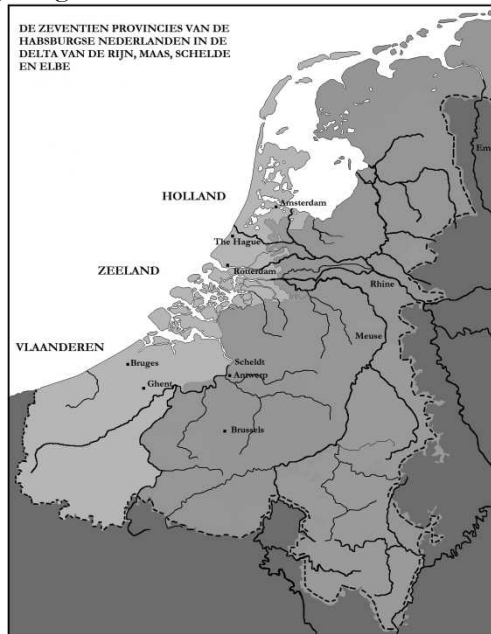 DE ZEVENTIEN PROVINCIES VAN DE
HABSBURGSE NEDERLANDEN IN DE
DELTA VAN DE RIJN, MAAS, SCHELDE
EN ELBE
Em
HOLLAND
Amsterdam
The Hague
ZEELAND
Rotterdam
Rhine
Meuse
VLAANDEREN
Bruges
Scheldt
Antwerp
Ghent
Brussels